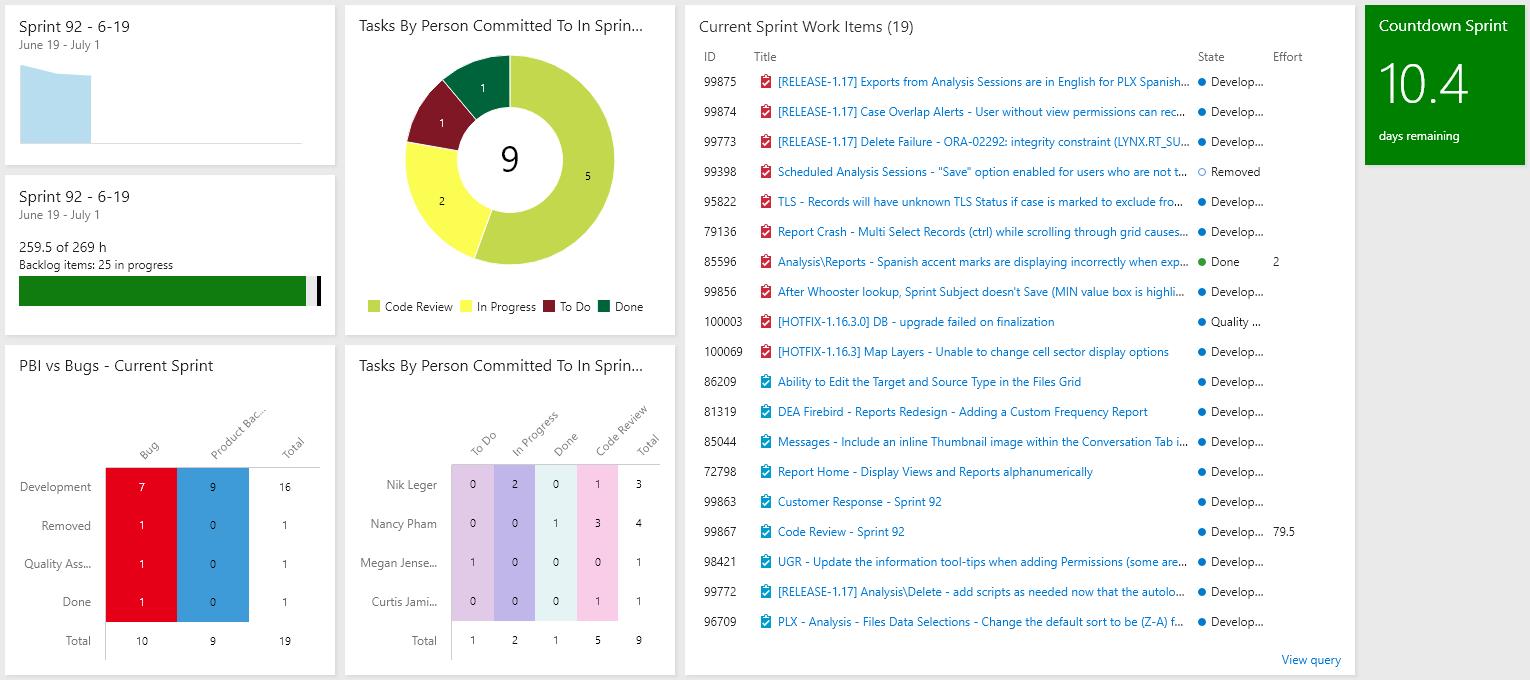 Sprint 92 - 6-19
June 19 - July 1
Sprint 92 - 6-19
June 19 - July 1
259.5 of 269 h
Backlog items: 25 in progress
Tasks By Person Committed To In Sprin...
1
1
5
2
9
Code Review In Progress To Do Done
PBI vs Bugs - Current Sprint
Bug Product Bac... Total
Development 7 9 16
Removed 1 0 1
Quality Ass... 1 0 1
Done 1 0 1
Total 10 9 19
Tasks By Person Committed To In Sprin...
To Do In Progress Done Code Review Total
Nik Leger 0 2 0 1 3
Nancy Pham 0 0 1 3 4
Megan Jense... 1 0 0 0 1
Curtis Jami... 0 0 0 1 1
Total 1 2 1 5 9
Current Sprint Work Items (19)
ID Title State Effort
99875 [RELEASE-1.17] Exports from Analysis Sessions are in English for PLX Spanish... Develop...
99874 [RELEASE-1.17] Case Overlap Alerts - User without view permissions can rec... Develop...
99773 [RELEASE-1.17] Delete Failure - ORA-02292: integrity constraint (LYNX.RT_SU... Develop...
99398 Scheduled Analysis Sessions - "Save" option enabled for users who are not t... Removed
95822 TLS - Records will have unknown TLS Status if case is marked to exclude fro... Develop...
79136 Report Crash - Multi Select Records (ctrl) while scrolling through grid causes... Develop...
85596 Analysis\Reports - Spanish accent marks are displaying incorrectly when exp... Done 2
99856 After Whooster lookup, Sprint Subject doesn't Save (MIN value box is highli... Develop...
100003 [HOTFIX-1.16.3.0] DB - upgrade failed on finalization Quality ...
100069 [HOTFIX-1.16.3] Map Layers - Unable to change cell sector display options Develop...
86209 Ability to Edit the Target and Source Type in the Files Grid Develop...
81319 DEA Firebird - Reports Redesign - Adding a Custom Frequency Report Develop...
85044 Messages - Include an inline Thumbnail image within the Conversation Tab i... Develop...
72798 Report Home - Display Views and Reports alphanumerically Develop...
99863 Customer Response - Sprint 92 Develop...
99867 Code Review - Sprint 92 Develop... 79.5
98421 UGR - Update the information tool-tips when adding Permissions (some are... Develop...
99772 [RELEASE-1.17] Analysis\Delete - add scripts as needed now that the autolo... Develop...
96709 PLX - Analysis - Files Data Selections - Change the default sort to be (Z-A) f... Develop...
View query
Countdown Sprint
10.4
days remaining